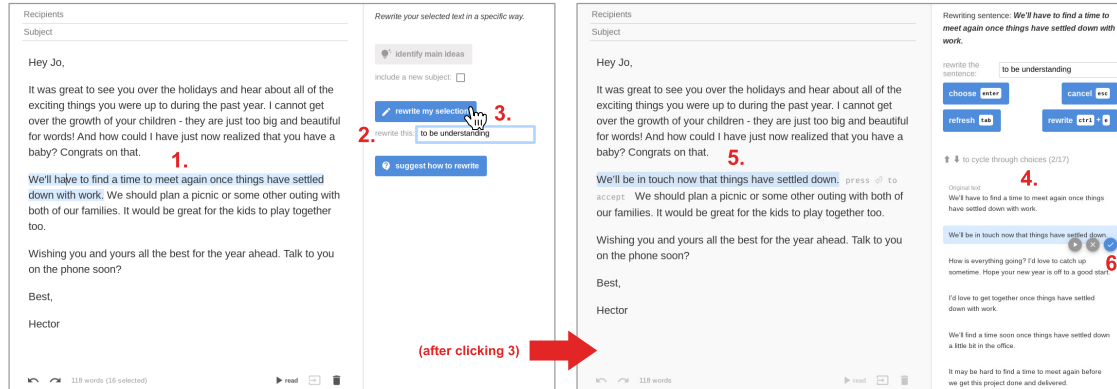 Recipients
Subject
Hey Jo,
It was great to see you over the holidays and hear about all of the
exciting things you were up to during the past year. I cannot get
over the growth of your children - they are just too big and beautiful
for words! And how could I have just now realized that you have a
baby? Congrats on that.
1.
We'll have to find a time to meet again once things have settled
down with work. We should plan a picnic or some other outing with
both of our families. It would be great for the kids to play together
too.
Wishing you and yours all the best for the year ahead. Talk to you
on the phone soon?
Best,
Hector
118 words (16 selected)
read
Rewrite your selected text in a specific way.
identify main ideas
include a new subject:
rewrite my selection
3.
2.
rewrite this: to be understanding
suggest how to rewrite
(after clicking 3)
Recipients
Subject
Hey Jo,
It was great to see you over the holidays and hear about all of the
exciting things you were up to during the past year. I cannot get
over the growth of your children - they are just too big and beautiful
for words! And how could I have just now realized that you have a
baby? Congrats on that.
5.
We'll be in touch now that things have settled down. press to
accept We should plan a picnic or some other outing with
both of our families. It would be great for the kids to play together too.
Wishing you and yours all the best for the year ahead. Talk to you
on the phone soon?
Best,
Hector
118 words
read
Rewriting sentence: We'll have to find a time to
meet again once things have settled down with
work.
rewrite the
sentence:
to be understanding
choose enter
cancel esc
refresh tab
rewrite ctrl + e
to cycle through choices (2/17)
4.
Original text
We'll have to find a time to meet again once things
have settled down with work.
We'll be in touch now that things have settled down.
How is everything going? I'd love to catch up
sometime. Hope your new year is off to a good start.
6
I'd love to get together once things have settled
down with work.
We'll find a time soon once things have settled down
a little bit in the office.
It may be hard to find a time to meet again before
we get this project done and delivered.